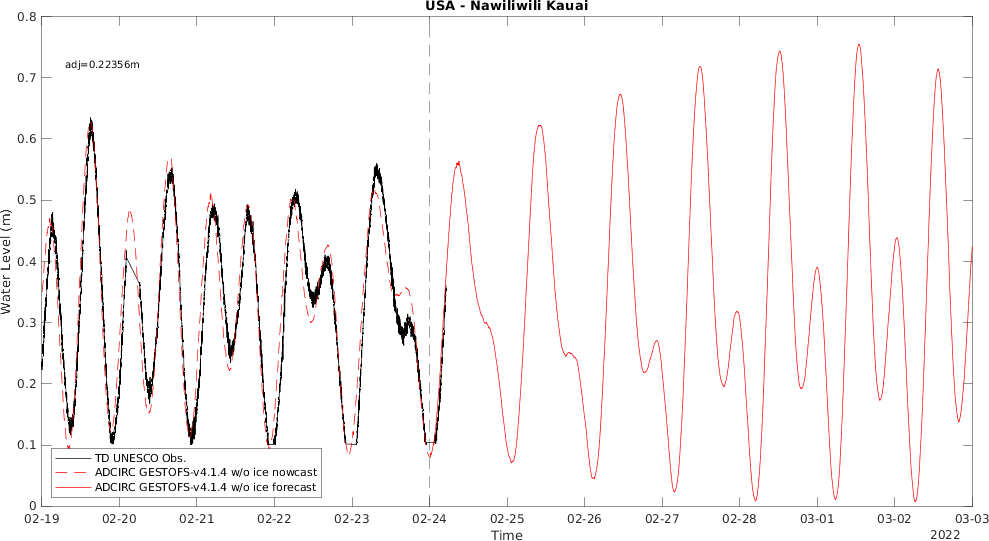 USA - Nawiliwili Kauai
adj=0.22356m
Water Level (m)
0.8
0.7
0.6
0.5
0.4
0.3
0.2
0.1
0
TD UNESCO Obs.
ADCIRC GESTOFS-v4.1.4 w/o ice nowcast
ADCIRC GESTOFS-v4.1.4 w/o ice forecast
02-19 02-20 02-21 02-22 02-23 02-24 02-25 02-26 02-27 02-28 03-01 03-02 03-03
Time
2022